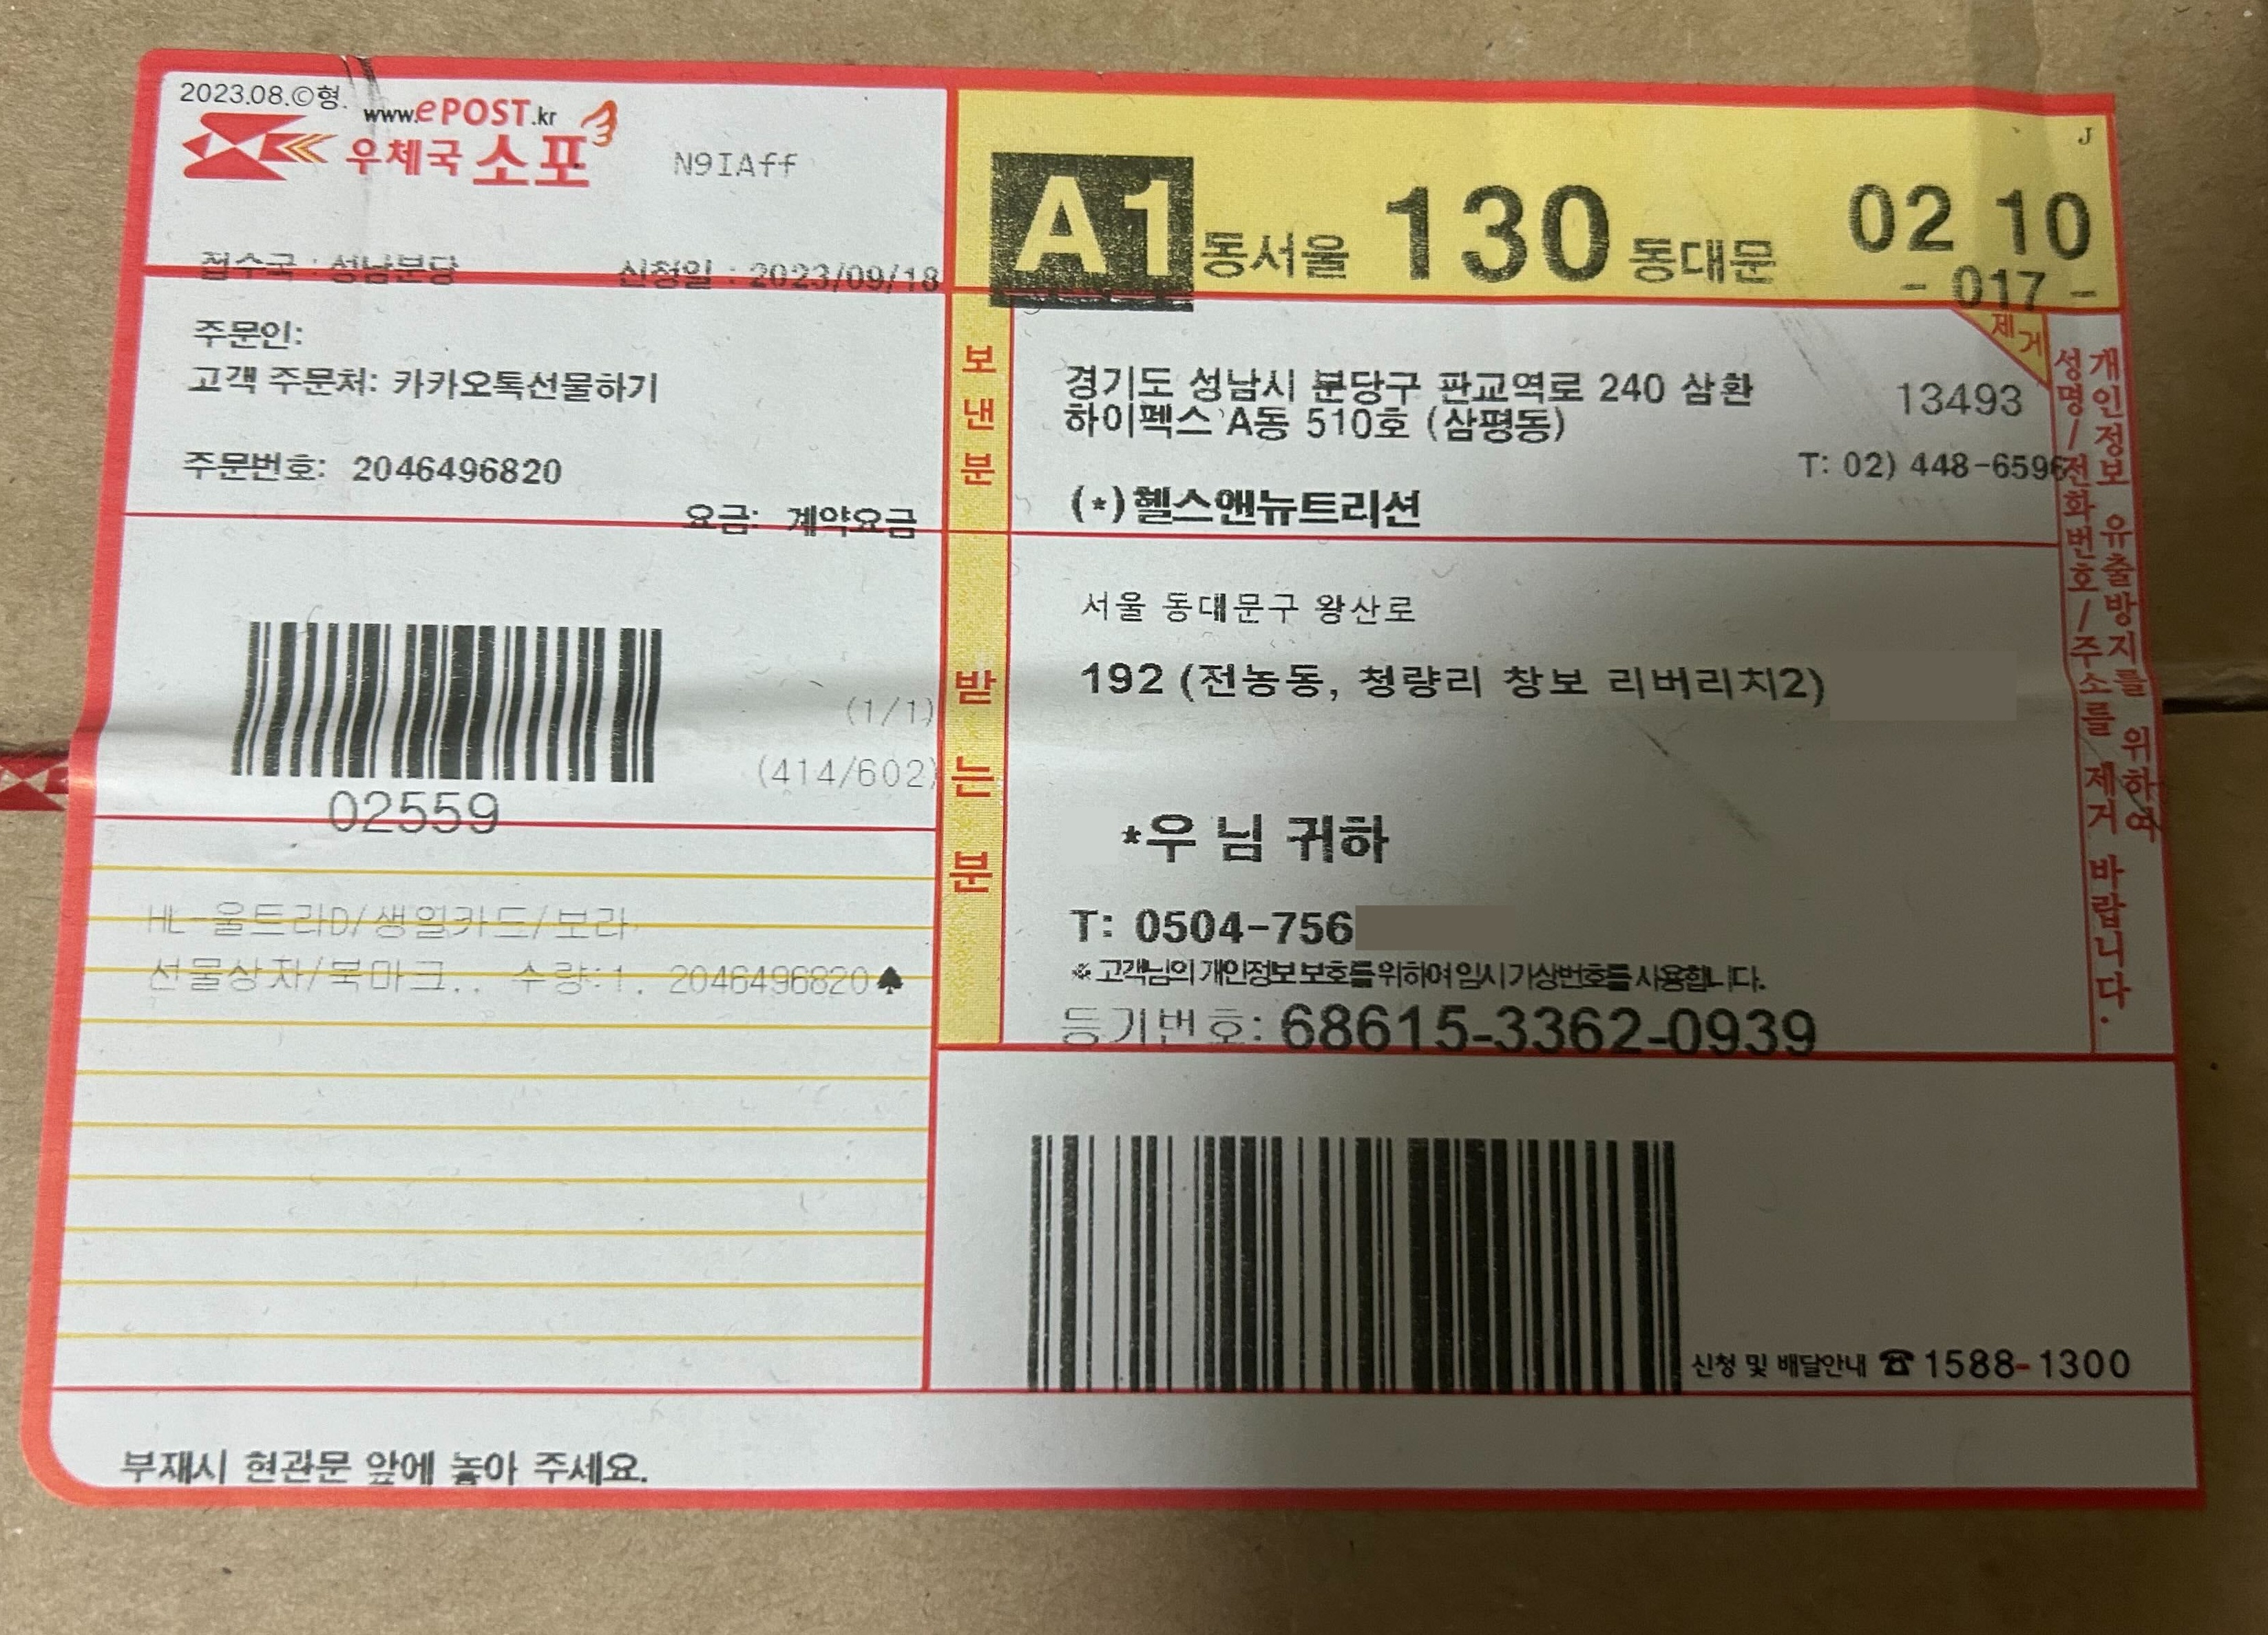 2023.08.ⓒ형.
www.ePOST.kr
우체국 소포
N9IAff
접수국 : 성남분당 신청일 : 2023/09/18
주문인:
고객 주문처: 카카오톡선물하기
주문번호: 2046496820
요금: 계약요금
(1/1)
(414/602)
02559
HL-울트라D/생일카드/보라
선물상자/북마크.. 수량:1. 2046496820♠
J
A1 동서울 130 동대문 02 10
- 017 -
제거
보낸분
경기도 성남시 분당구 판교역로 240 삼환 13493
하이펙스 A동 510호 (삼평동)
T: 02) 448-6596
(*)헬스앤뉴트리션
받는분
서울 동대문구 왕산로
192 (전농동, 청량리 창보 리버리치2)
*우 님 귀하
T: 0504-756
※고객님의 개인정보 보호를 위하여 임시 가상번호를 사용합니다.
등기번호: 68615-3362-0939
개인정보 유출방지를 위하여
성명/전화번호/주소를 제거 바랍니다.
신청 및 배달안내 ☎1588-1300
부재시 현관문 앞에 놓아 주세요.